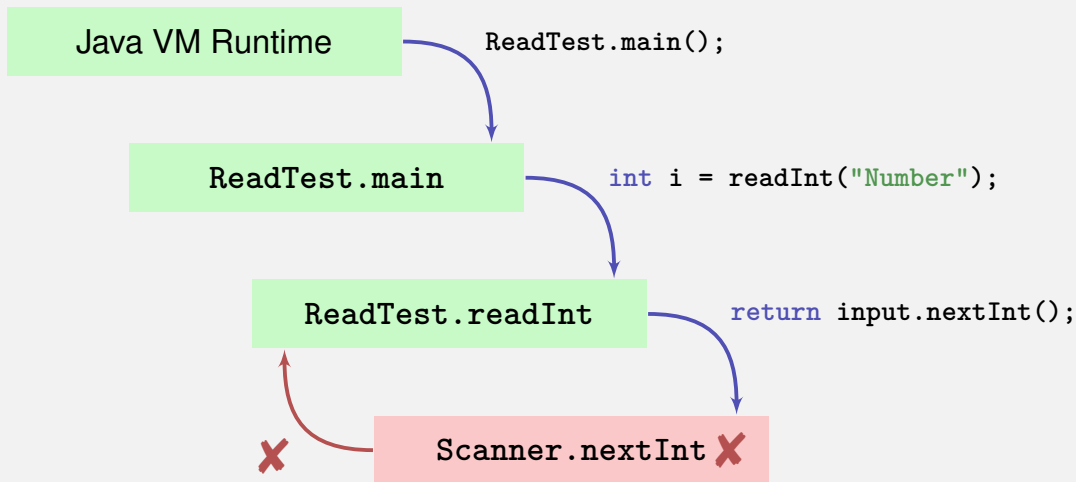 Java VM Runtime
ReadTest.main();
ReadTest.main
int i = readInt("Number");
ReadTest.readInt
return input.nextInt();
Scanner.nextInt